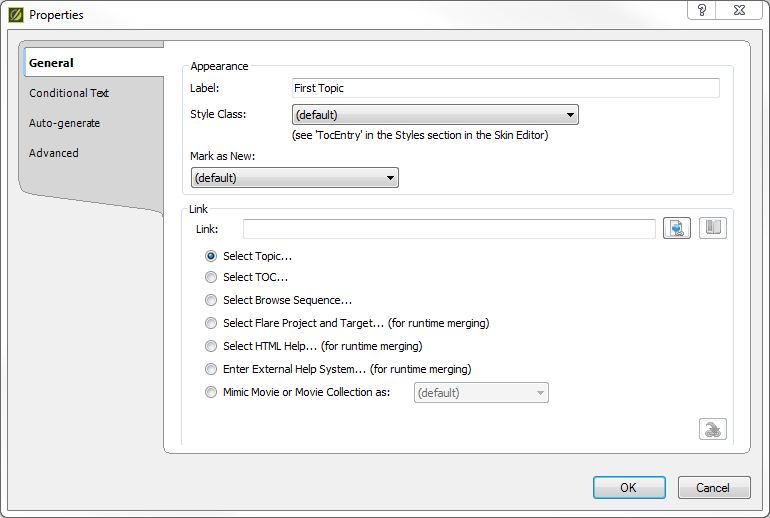 Properties
General
Conditional Text
Auto-generate
Advanced
Appearance
Label: First Topic
Style Class: (default)
(see 'TocEntry' in the Styles section in the Skin Editor)
Mark as New:
(default)
Link
Link:
Select Topic...
Select TOC...
Select Browse Sequence...
Select Flare Project and Target... (for runtime merging)
Select HTML Help... (for runtime merging)
Enter External Help System... (for runtime merging)
Mimic Movie or Movie Collection as: (default)
OK Cancel